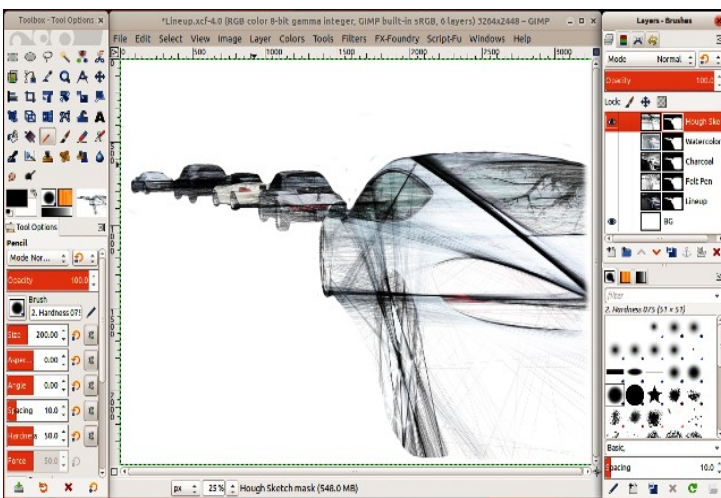 Toolbox - Tool Options
*Lineup.xcf-4.0 (RGB color 8-bit gamma integer, GIMP built-in sRGB, 6 layers) 3264x2448 – GIMP
Layers - Brushes
File Edit Select View Image Layer Colors Tools Filters FX-Foundry Script-Fu Windows Help
Mode Normal
Opacity 100.0
Lock:
Hough Ske
Watercolor
Charcoal
Felt Pen
Lineup
BG
Tool Options
Pencil
Mode Nor...
Opacity 100.0
Brush
2. Hardness 075
Size 200.00
Aspec... 0.00
Angle 0.00
Spacing 10.0
Hardness 50.0
Force 50.0
filter
2. Hardness 075 (51 × 51)
Basic,
Spacing 10.0
px 25% Hough Sketch mask (548.0 MB)